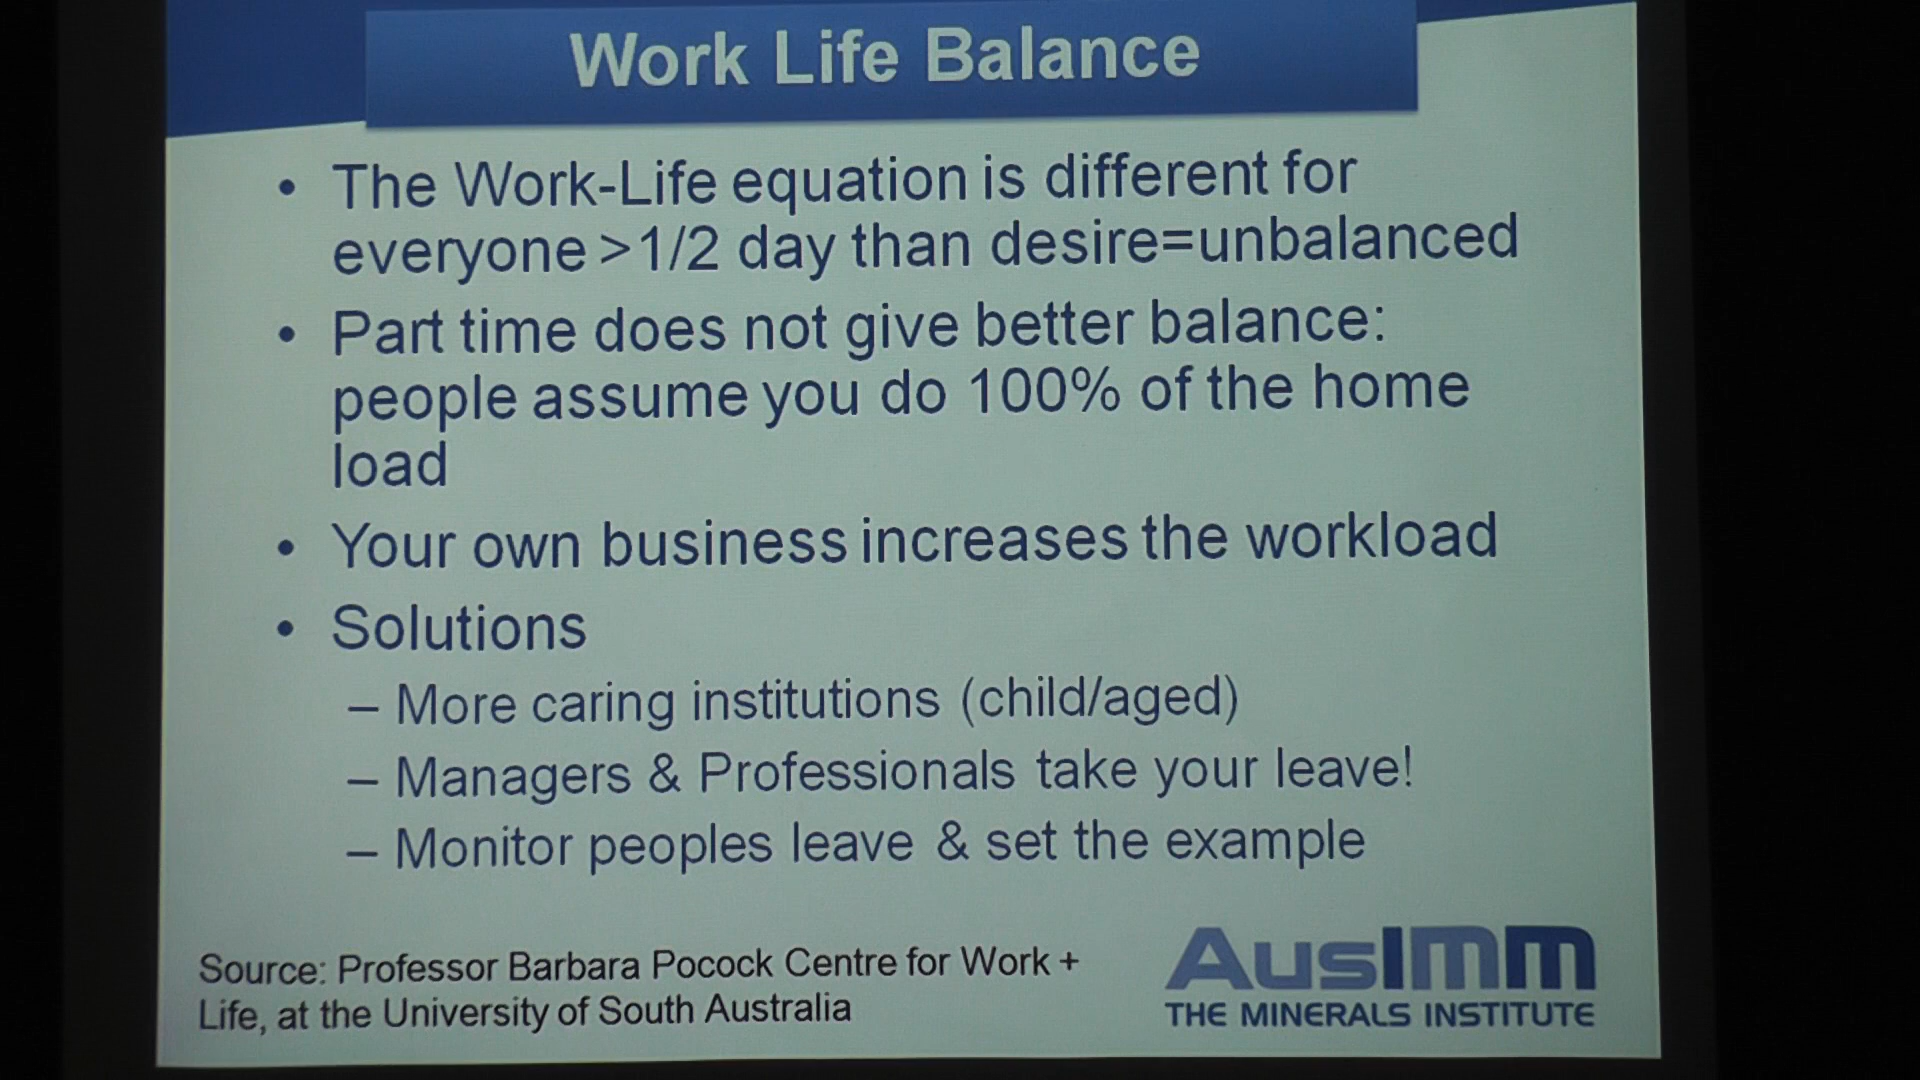 Work Life Balance
• The Work-Life equation is different for
everyone >1/2 day than desire=unbalanced
• Part time does not give better balance:
people assume you do 100% of the home
load
• Your own business increases the workload
• Solutions
– More caring institutions (child/aged)
– Managers & Professionals take your leave!
– Monitor peoples leave & set the example
Source: Professor Barbara Pocock Centre for Work +
Life, at the University of South Australia
AusIMM
THE MINERALS INSTITUTE